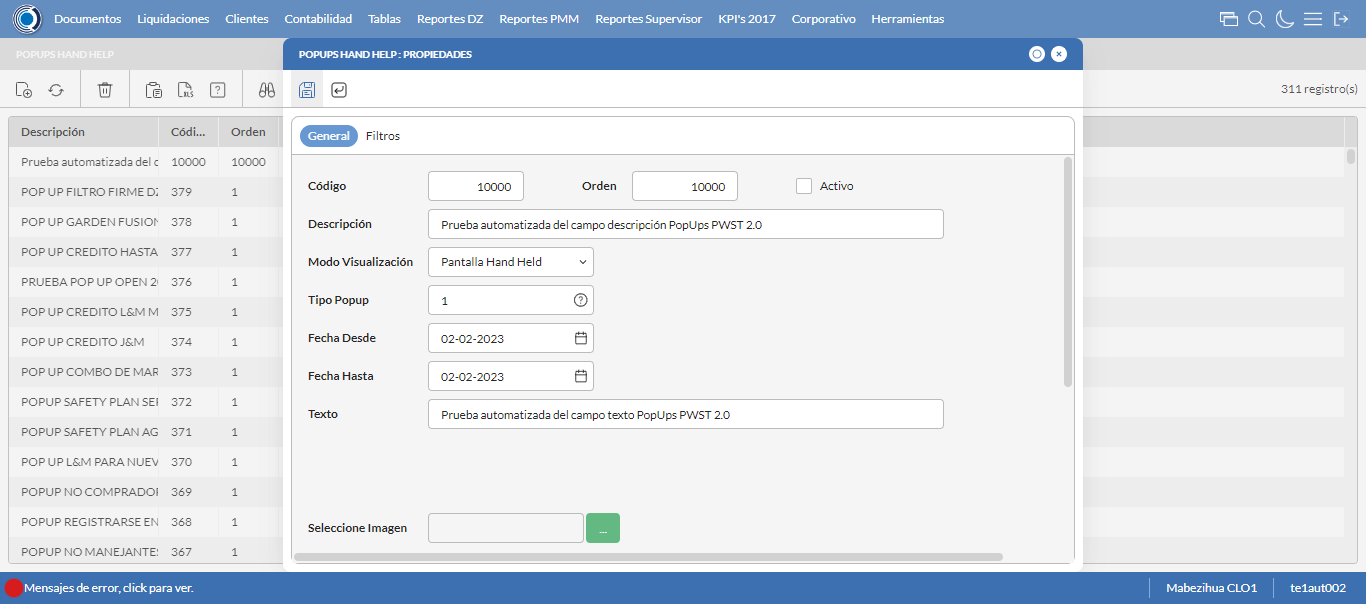 Documentos Liquidaciones Clientes Contabilidad Tablas Reportes DZ Reportes PMM Reportes Supervisor KPI's 2017 Corporativo Herramientas
POPUPS HAND HELP
POPUPS HAND HELP : PROPIEDADES
XLS
311 registro(s)
Descripción Códi... Orden
Prueba automatizada del c 10000 10000
POP UP FILTRO FIRME DZ 379 1
POP UP GARDEN FUSION 378 1
POP UP CREDITO HASTA 377 1
PRUEBA POP UP OPEN 20 376 1
POP UP CREDITO L&M M 375 1
POP UP CREDITO J&M 374 1
POP UP COMBO DE MAR 373 1
POPUP SAFETY PLAN SEP 372 1
POPUP SAFETY PLAN AG 371 1
POP UP L&M PARA NUEV 370 1
POPUP NO COMPRADOR 369 1
POPUP REGISTRARSE EN 368 1
POPUP NO MANEJANTES 367 1
General Filtros
Código 10000 Orden 10000 Activo
Descripción Prueba automatizada del campo descripción PopUps PWST 2.0
Modo Visualización Pantalla Hand Held
Tipo Popup 1
Fecha Desde 02-02-2023
Fecha Hasta 02-02-2023
Texto Prueba automatizada del campo texto PopUps PWST 2.0
Seleccione Imagen ...
Mensajes de error, click para ver. Mabezihua CLO1 te1aut002